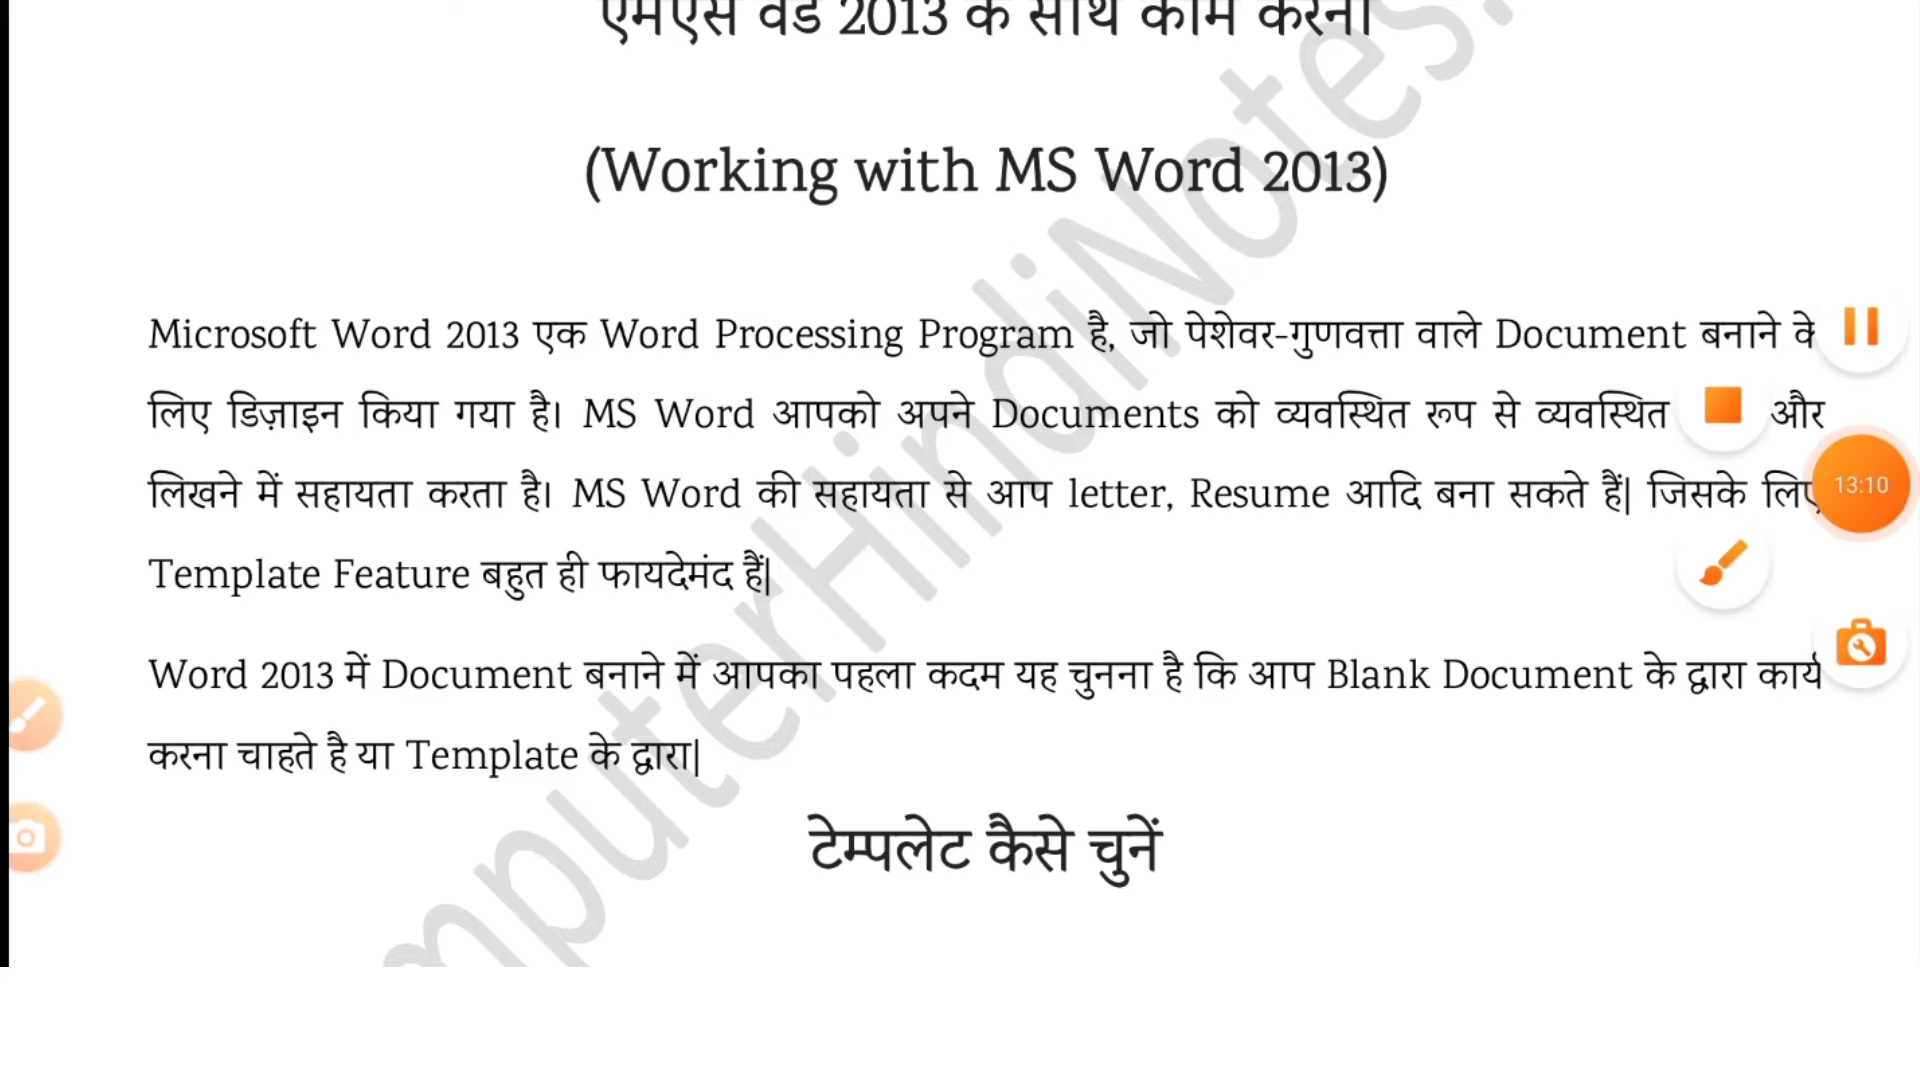 एमएस वर्ड 2013 के साथ काम करना
(Working with MS Word 2013)
Microsoft Word 2013 एक Word Processing Program है, जो पेशेवर-गुणवत्ता वाले Document बनाने के
लिए डिज़ाइन किया गया है। MS Word आपको अपने Documents को व्यवस्थित रूप से व्यवस्थित और
लिखने में सहायता करता है। MS Word की सहायता से आप letter, Resume आदि बना सकते हैं| जिसके लिए
13:10
Template Feature बहुत ही फायदेमंद हैं|
Word 2013 में Document बनाने में आपका पहला कदम यह चुनना है कि आप Blank Document के द्वारा कार्य
करना चाहते है या Template के द्वारा|
टेम्पलेट कैसे चुनें
mputerHindiNotes.